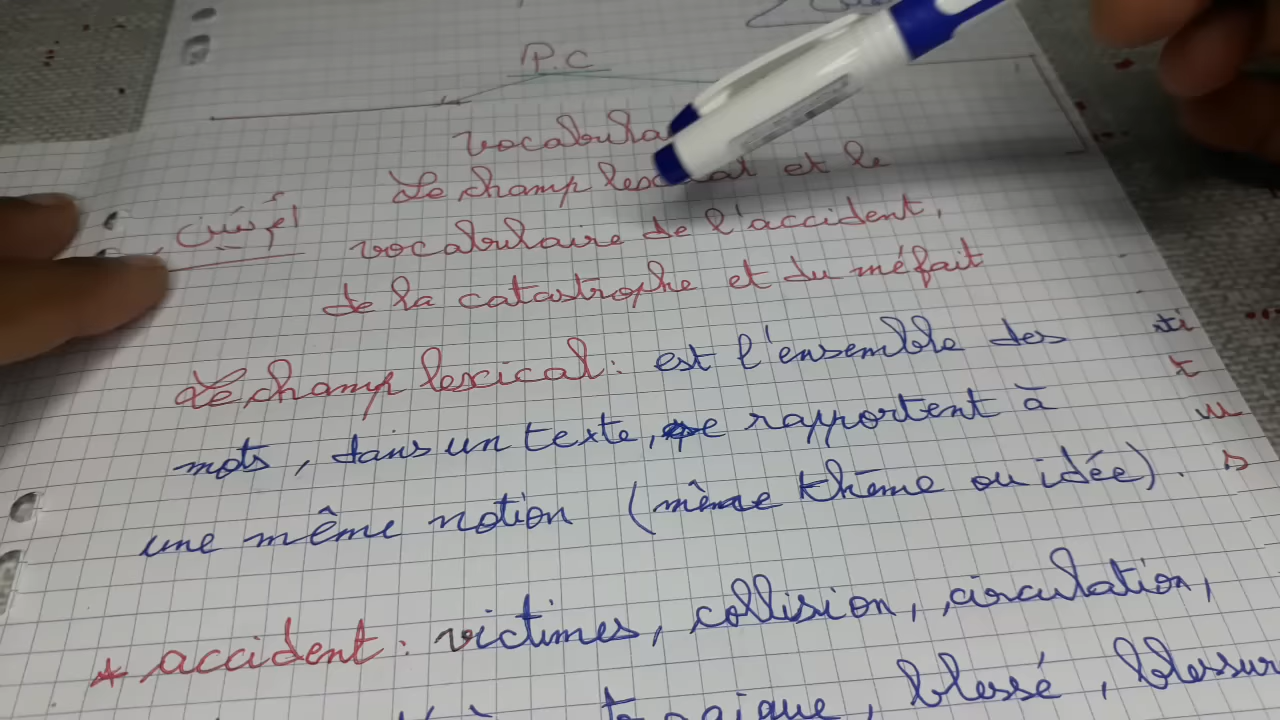 P.C
vocabula
Le champ lexical et le
vocabulaire de l'accident,
de la catastrophe et du méfait
Le champ lexical : est l'ensemble des
mots, dans un texte, rapportent à
une même notion (même thème ou idée).
* accident : victimes, collision, circulation,
blessé, blessur